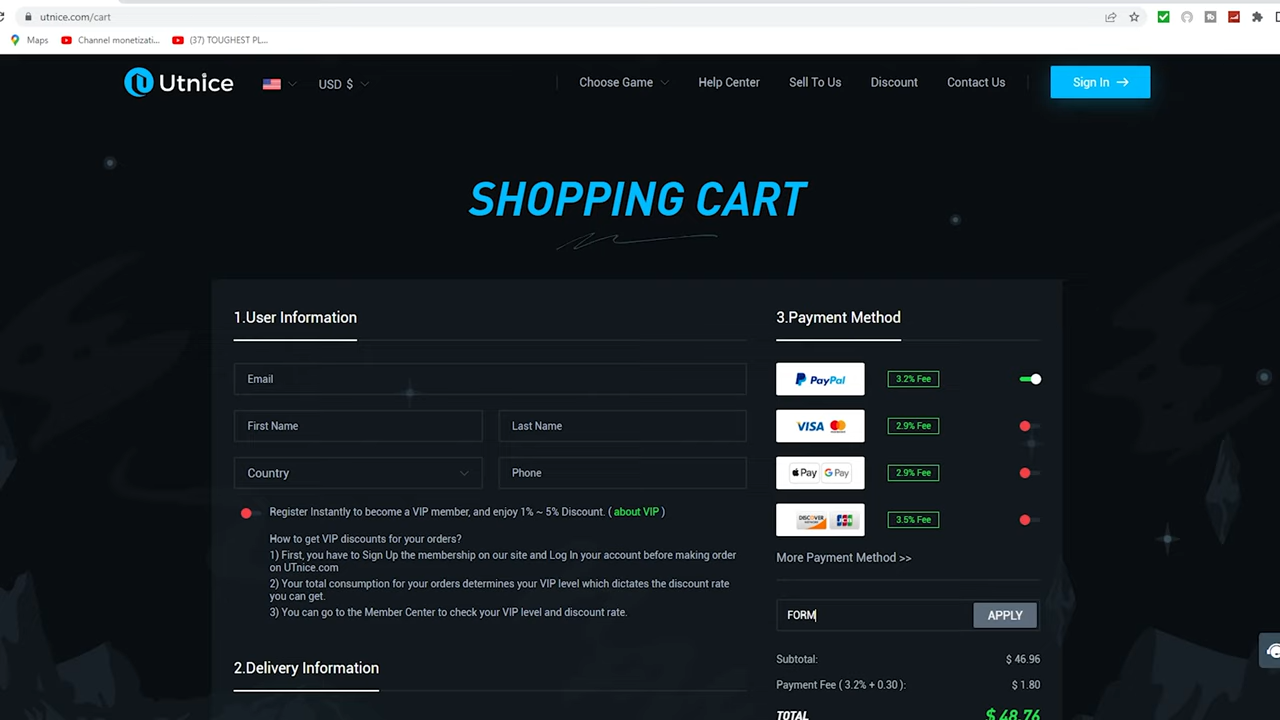 utnice.com/cart
Maps
Channel monetizati...
(37) TOUGHEST PL...
Utnice
USD $
Choose Game
Help Center
Sell To Us
Discount
Contact Us
Sign In
SHOPPING CART
1.User Information
Email
First Name
Last Name
Country
Phone
Register Instantly to become a VIP member, and enjoy 1% ~ 5% Discount. ( about VIP )
How to get VIP discounts for your orders?
1) First, you have to Sign Up the membership on our site and Log In your account before making order
on UTnice.com
2) Your total consumption for your orders determines your VIP level which dictates the discount rate
you can get.
3) You can go to the Member Center to check your VIP level and discount rate.
2.Delivery Information
3.Payment Method
PayPal
3.2% Fee
VISA
2.9% Fee
Pay
G Pay
2.9% Fee
DISCOVER
JCB
3.5% Fee
More Payment Method >>
FORM
APPLY
Subtotal:
$ 46.96
Payment Fee ( 3.2% + 0.30 ):
$ 1.80
TOTAL
$ 48.76